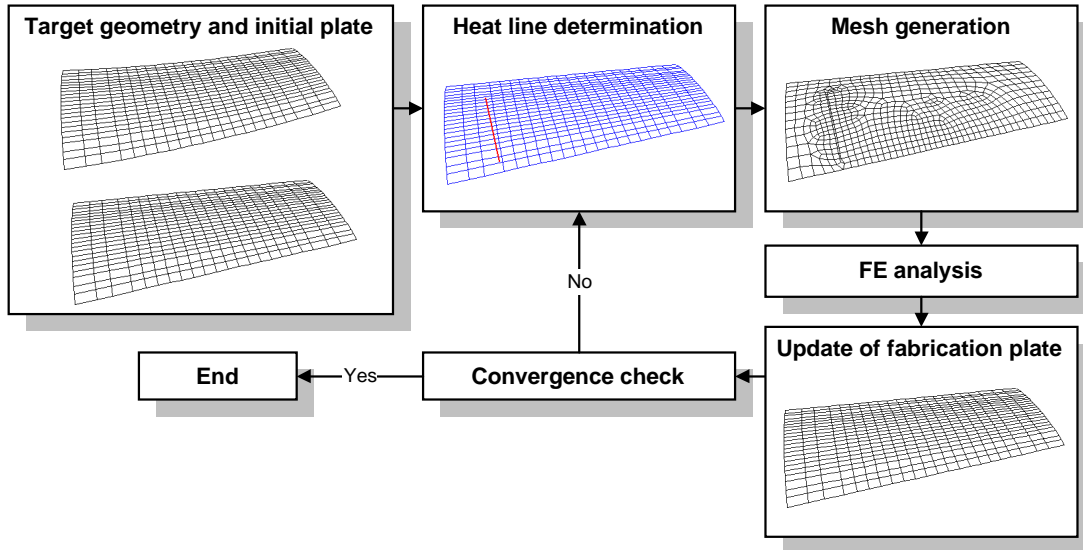 Target geometry and initial plate
Heat line determination
Mesh generation
FE analysis
Update of fabrication plate
Convergence check
No
Yes
End